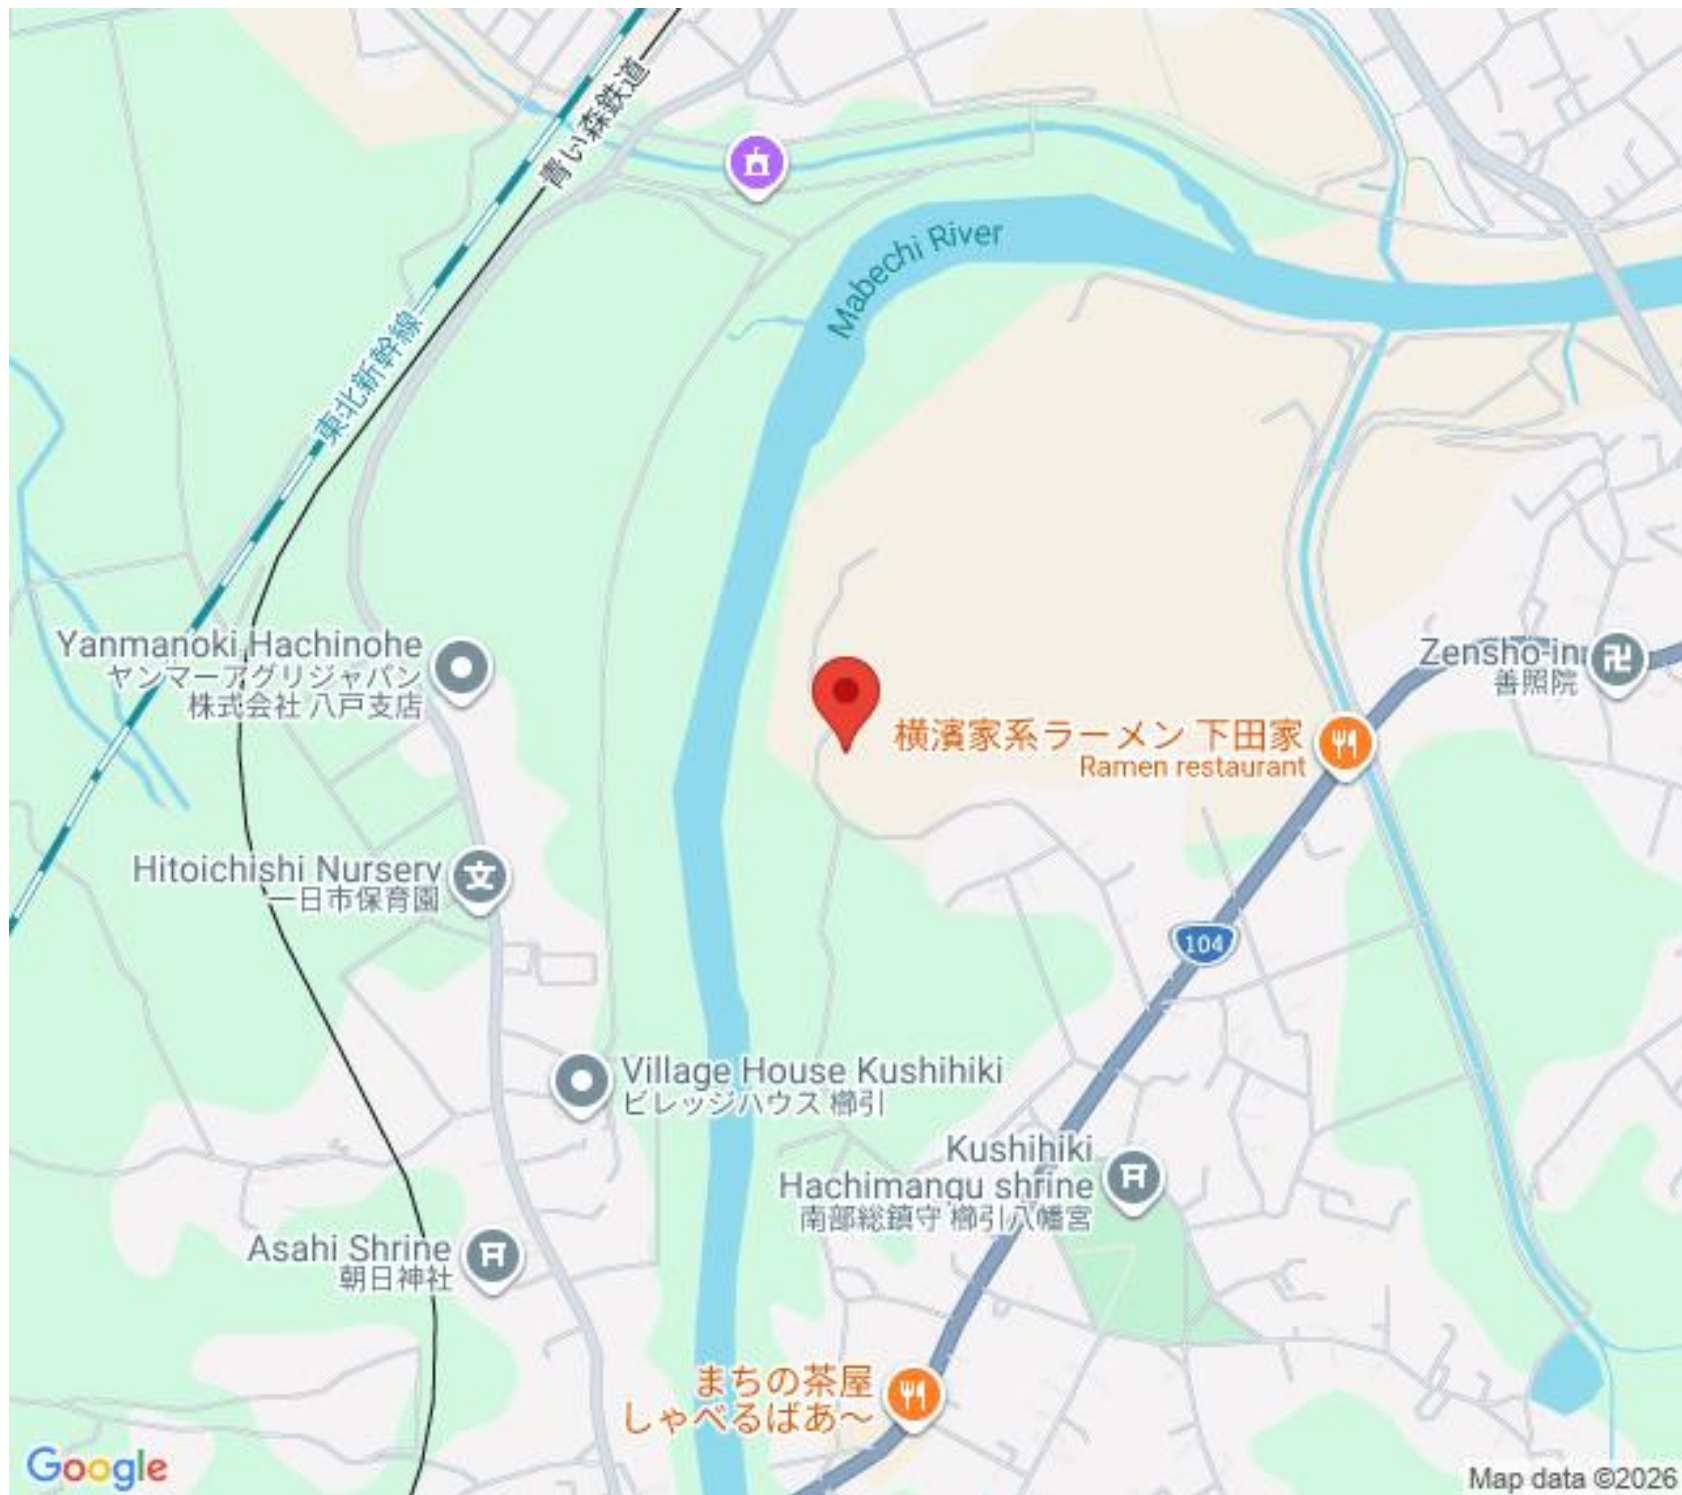 青い森鉄道
Mabechi River
東北新幹線
Yanmanoki Hachinohe
ヤンマーアグリジャパン
株式会社 八戸支店
Zensho-in
善照院
横濱家系ラーメン 下田家
Ramen restaurant
Hitoichishi Nursery
一日市保育園
104
Village House Kushihiki
ビレッジハウス 櫛引
Kushihiki
Hachimangu shrine
南部総鎮守 櫛引八幡宮
Asahi Shrine
朝日神社
まちの茶屋
しゃべるばあ〜
Google
Map data ©2026